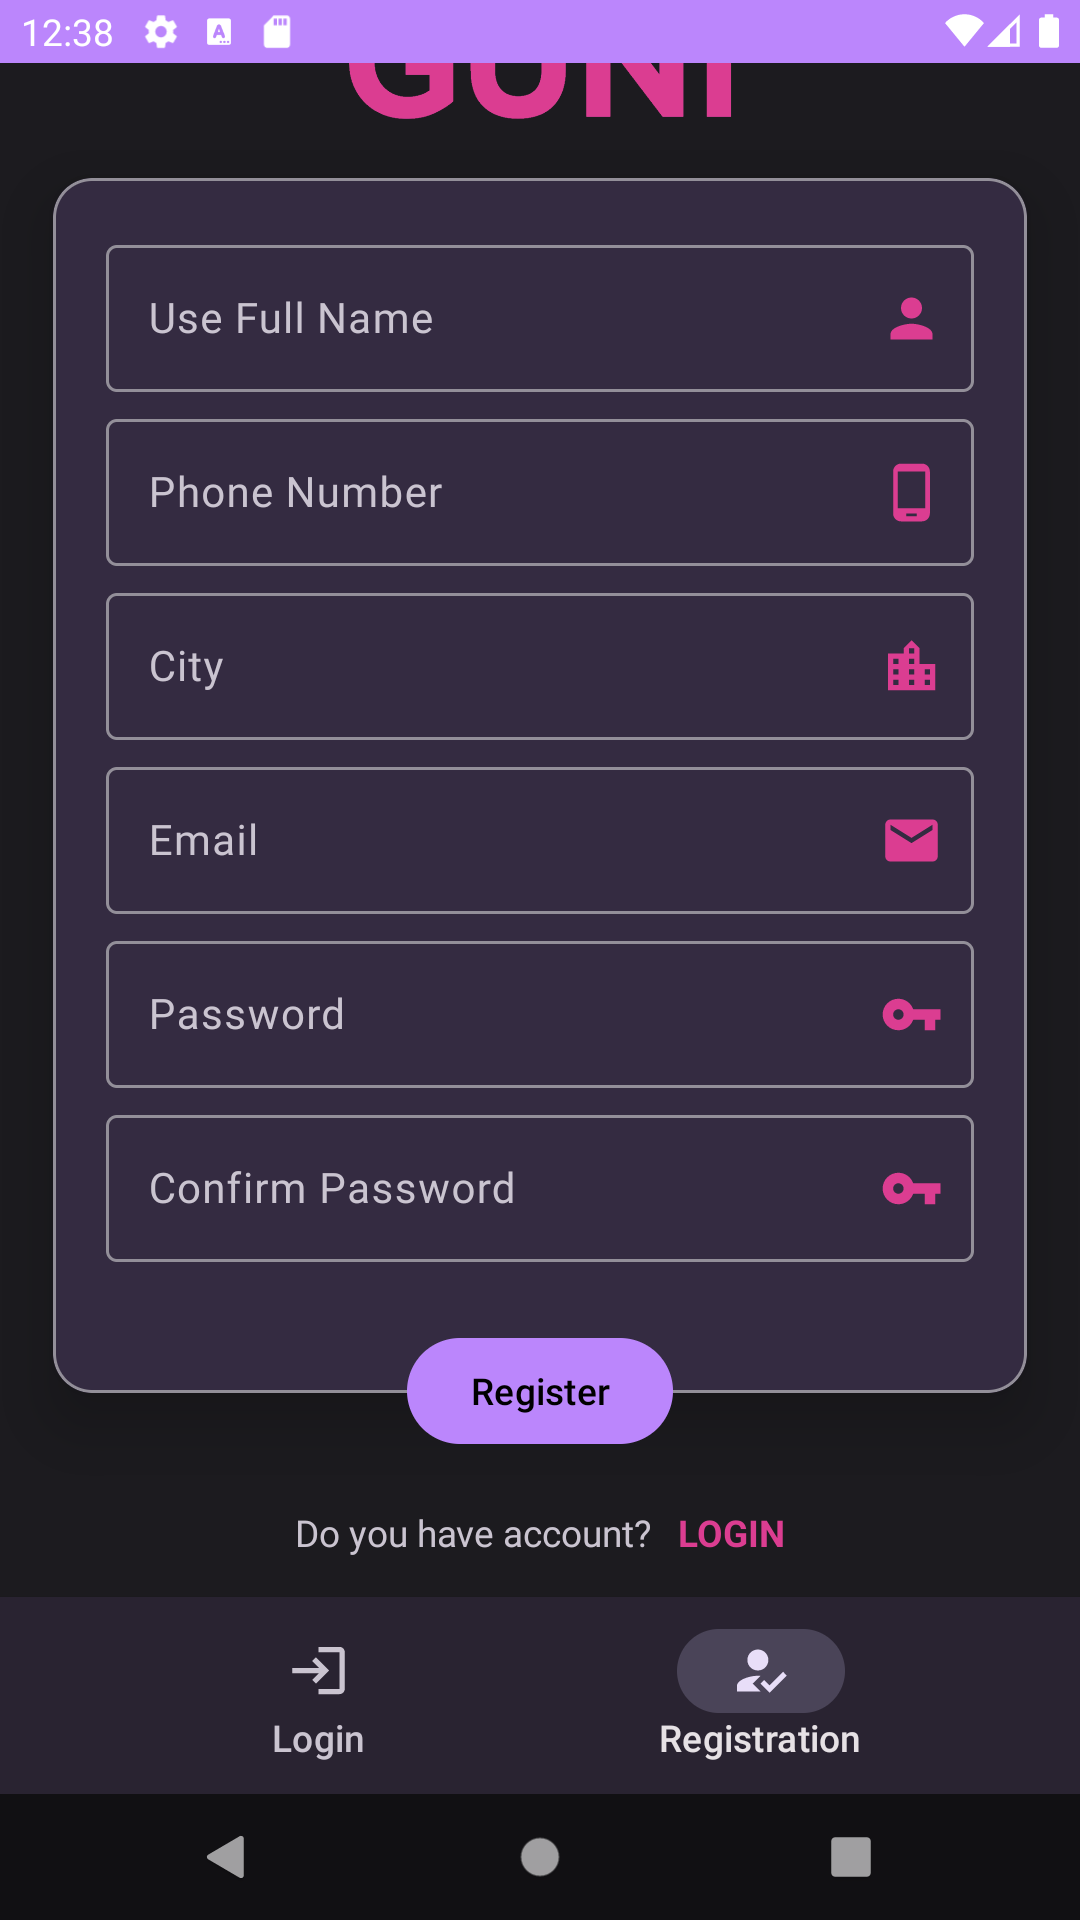 12:38
GUNI
Use Full Name
Phone Number
City
Email
Password
Confirm Password
Register
Do you have account? LOGIN
Login
Registration